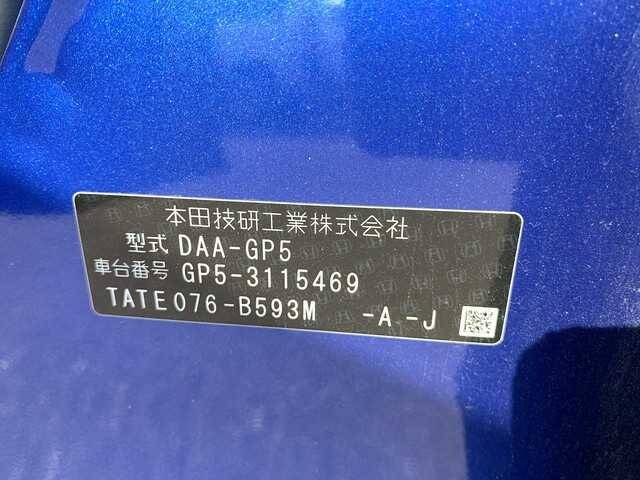 本田技研工業株式会社
型式 DAA-GP5
車台番号 GP5-3115469
TATE076-B593M -A-J